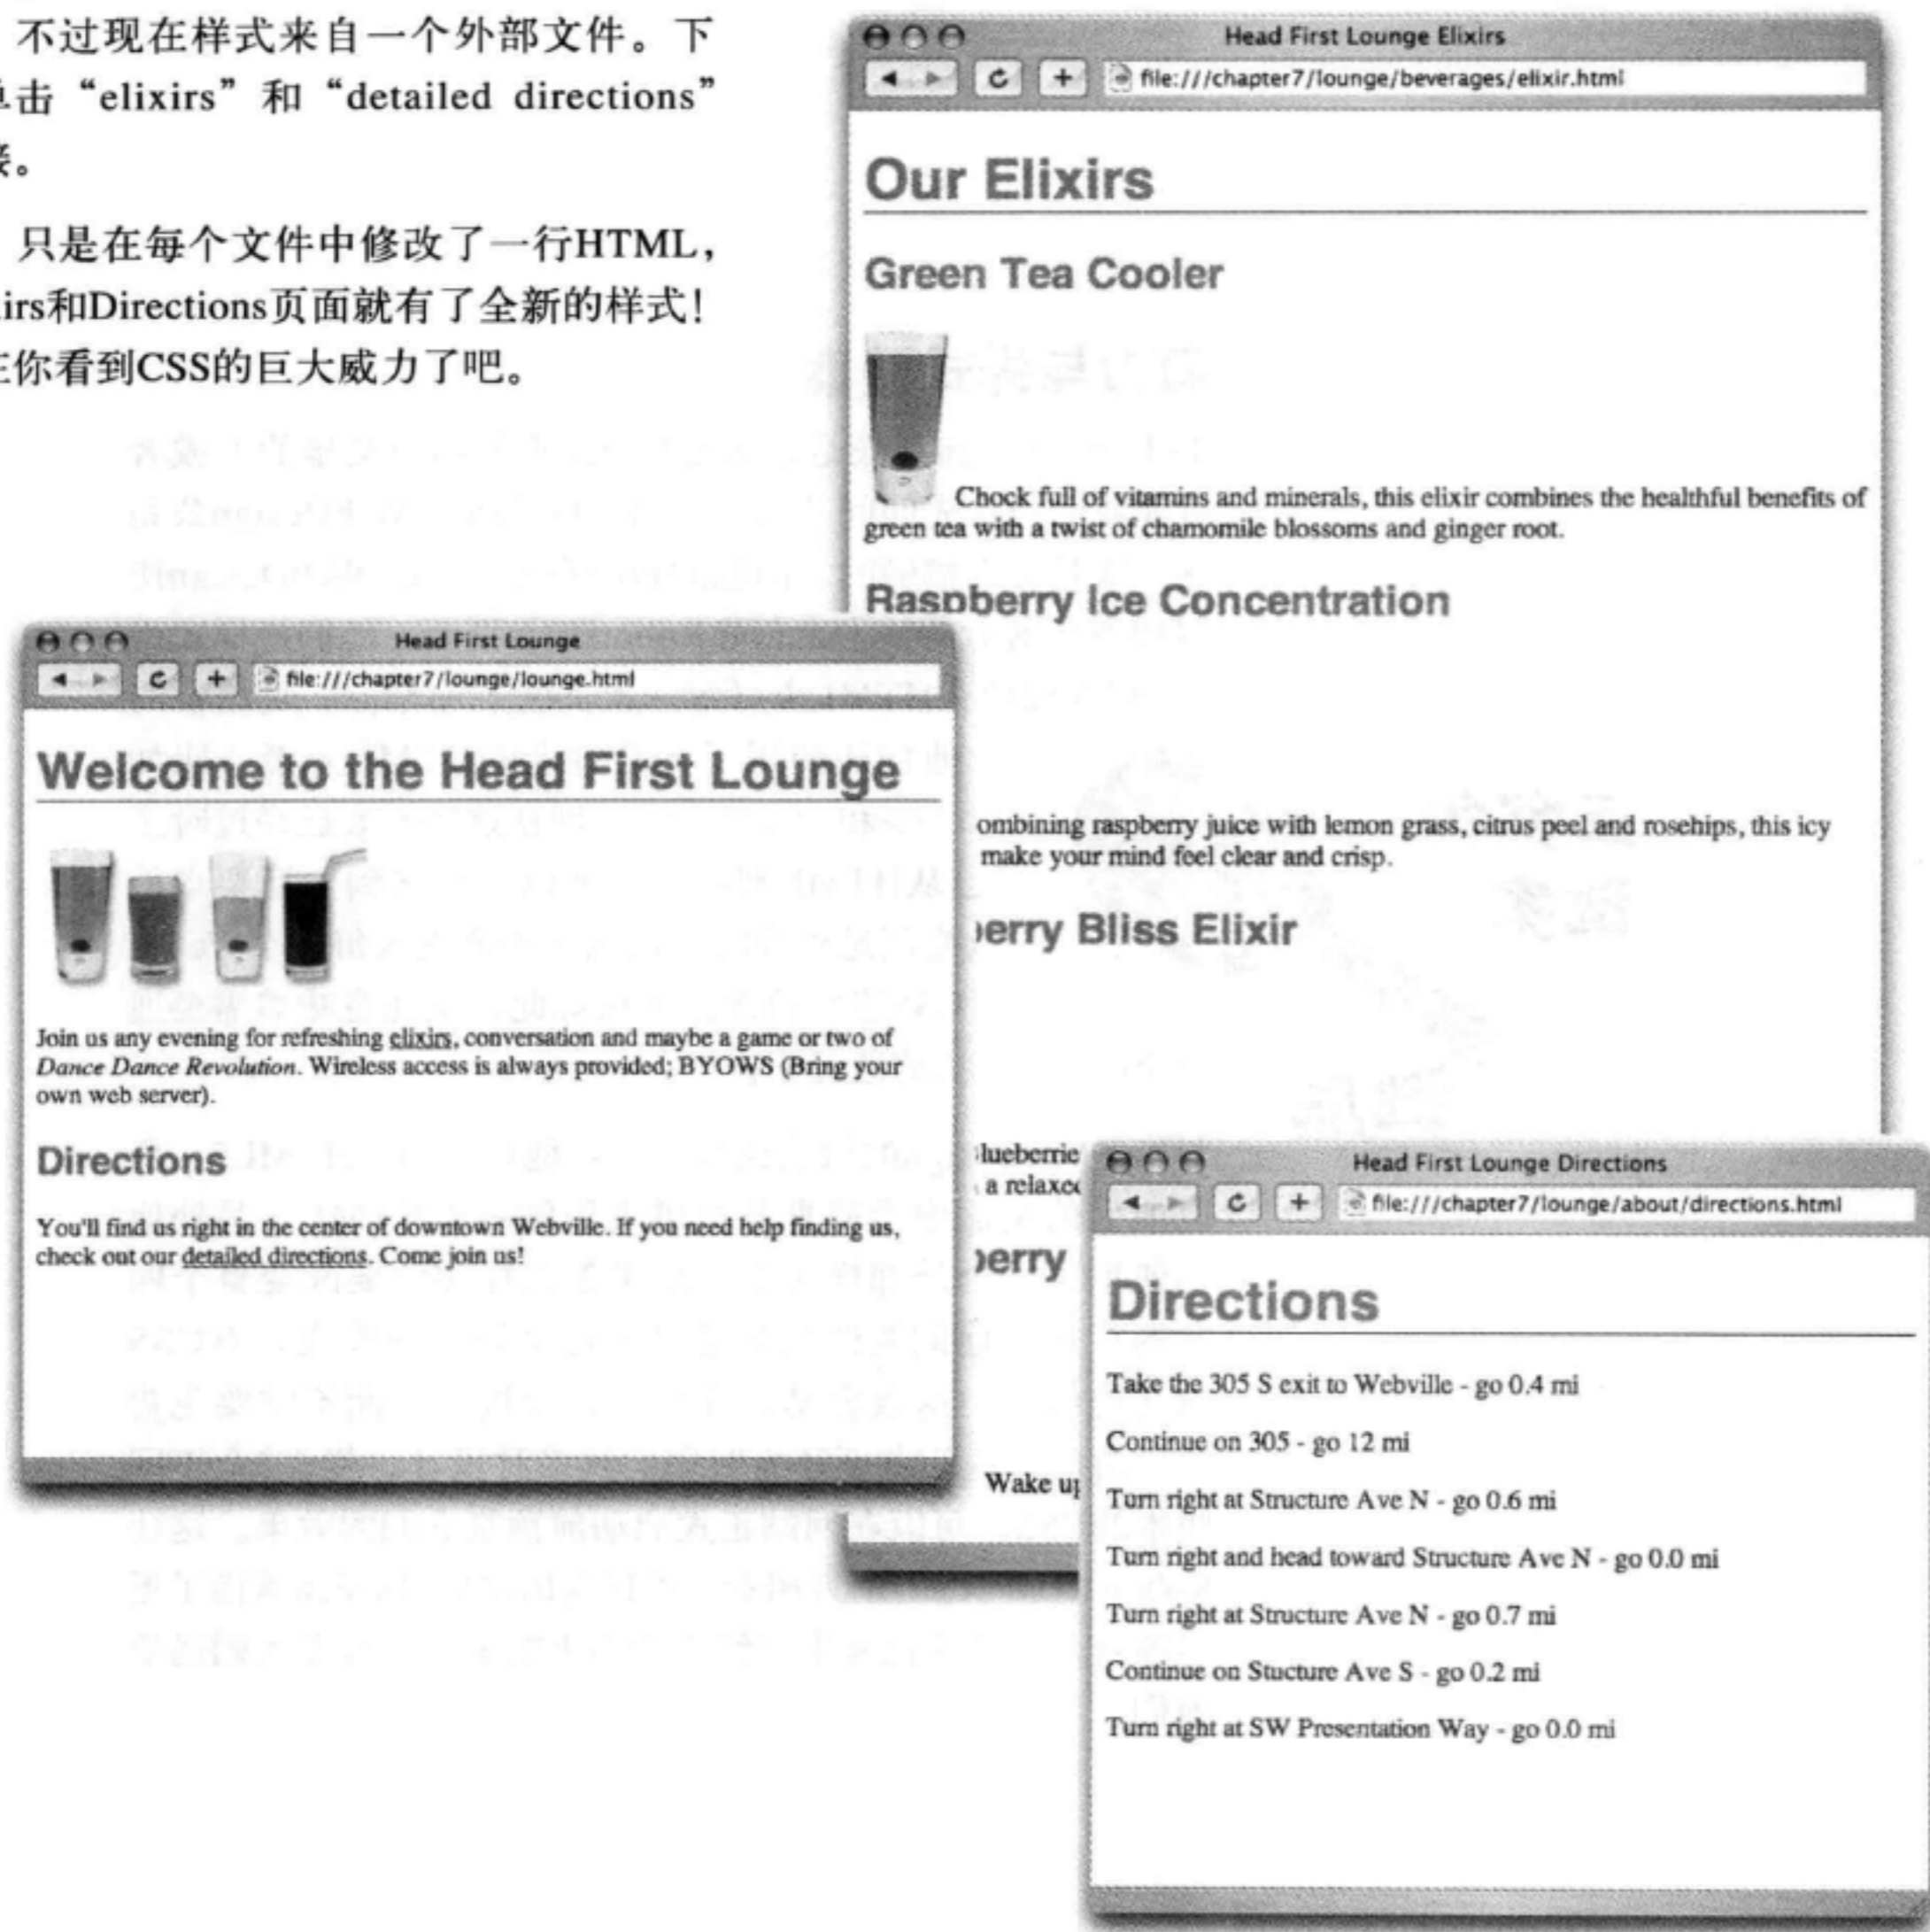 不过现在样式来自一个外部文件。下
击“elixirs”和“detailed directions”
。
只是在每个文件中修改了一行HTML,
irs和Directions页面就有了全新的样式!
你看到CSS的巨大威力了吧。
Head First Lounge Elixirs
file:///chapter7/lounge/beverages/elixir.html
Our Elixirs
Green Tea Cooler
Chock full of vitamins and minerals, this elixir combines the healthful benefits of
green tea with a twist of chamomile blossoms and ginger root.
Raspberry Ice Concentration
ombining raspberry juice with lemon grass, citrus peel and rosehips, this icy
make your mind feel clear and crisp.
erry Bliss Elixir
lueberrie
a relaxed
berry
Wake up
Head First Lounge
file:///chapter7/lounge/lounge.html
Welcome to the Head First Lounge
Join us any evening for refreshing elixirs, conversation and maybe a game or two of
Dance Dance Revolution. Wireless access is always provided; BYOWS (Bring your
own web server).
Directions
You'll find us right in the center of downtown Webville. If you need help finding us,
check out our detailed directions. Come join us!
Head First Lounge Directions
file:///chapter7/lounge/about/directions.html
Directions
Take the 305 S exit to Webville - go 0.4 mi
Continue on 305 - go 12 mi
Turn right at Structure Ave N - go 0.6 mi
Turn right and head toward Structure Ave N - go 0.0 mi
Turn right at Structure Ave N - go 0.7 mi
Continue on Stucture Ave S - go 0.2 mi
Turn right at SW Presentation Way - go 0.0 mi